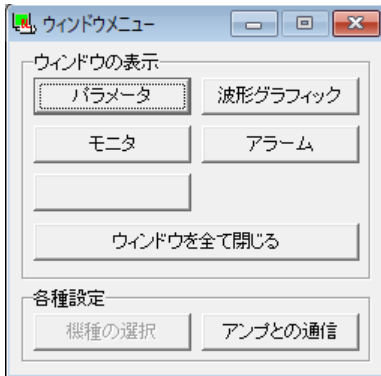 ウィンドウメニュー
ウィンドウの表示
パラメータ 波形グラフィック
モニタ アラーム
ウィンドウを全て閉じる
各種設定
機種の選択 アンプとの通信